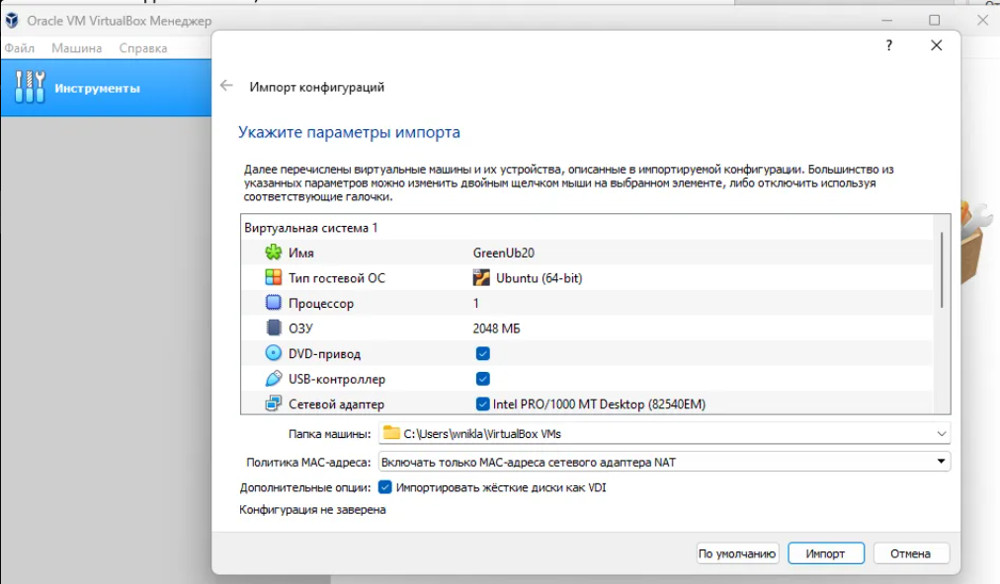 Oracle VM VirtualBox Менеджер
Файл Машина Справка
?
Инструменты
Импорт конфигураций
Укажите параметры импорта
Далее перечислены виртуальные машины и их устройства, описанные в импортируемой конфигурации. Большинство из
указанных параметров можно изменить двойным щелчком мыши на выбранном элементе, либо отключить используя
соответствующие галочки.
Виртуальная система 1
Имя GreenUb20
Тип гостевой ОС Ubuntu (64-bit)
Процессор 1
ОЗУ 2048 МБ
DVD-привод
USB-контроллер
Сетевой адаптер Intel PRO/1000 MT Desktop (82540EM)
Папка машины: C:\Users\wnikla\VirtualBox VMs
Политика MAC-адреса: Включать только MAC-адреса сетевого адаптера NAT
Дополнительные опции: Импортировать жёсткие диски как VDI
Конфигурация не заверена
По умолчанию Импорт Отмена